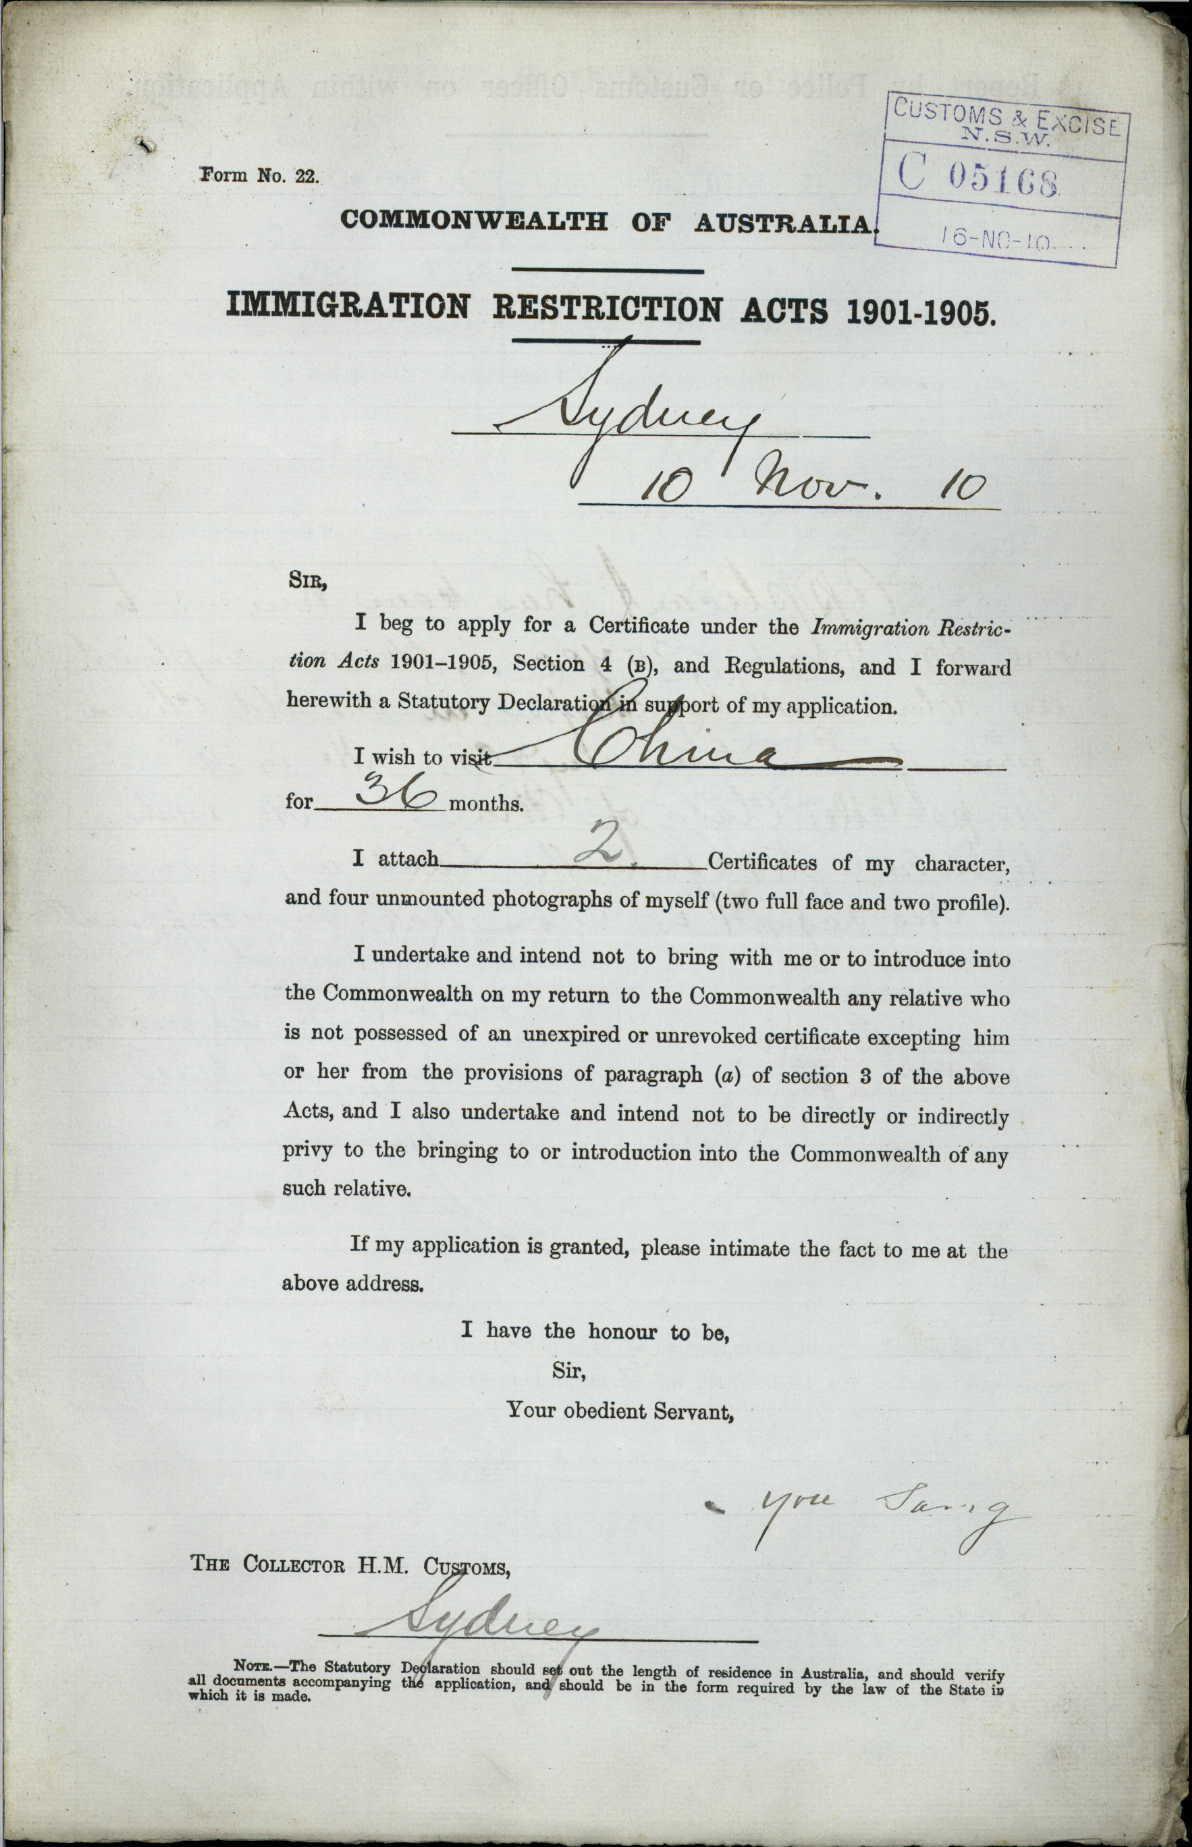 CUSTOMS & EXCISE
N.S.W.
C 05168
16-NO-10
Form No. 22.
COMMONWEALTH OF AUSTRALIA.
IMMIGRATION RESTRICTION ACTS 1901-1905.
Sydney
10 Nov. 10
SIR,
I beg to apply for a Certificate under the Immigration Restric-
tion Acts 1901–1905, Section 4 (B), and Regulations, and I forward
herewith a Statutory Declaration in support of my application.
I wish to visit China
for 36 months.
I attach 2. Certificates of my character,
and four unmounted photographs of myself (two full face and two profile).
I undertake and intend not to bring with me or to introduce into
the Commonwealth on my return to the Commonwealth any relative who
is not possessed of an unexpired or unrevoked certificate excepting him
or her from the provisions of paragraph (a) of section 3 of the above
Acts, and I also undertake and intend not to be directly or indirectly
privy to the bringing to or introduction into the Commonwealth of any
such relative.
If my application is granted, please intimate the fact to me at the
above address.
I have the honour to be,
Sir,
Your obedient Servant,
You Sang
THE COLLECTOR H.M. CUSTOMS,
Sydney
NOTE.—The Statutory Declaration should set out the length of residence in Australia, and should verify
all documents accompanying the application, and should be in the form required by the law of the State in
which it is made.